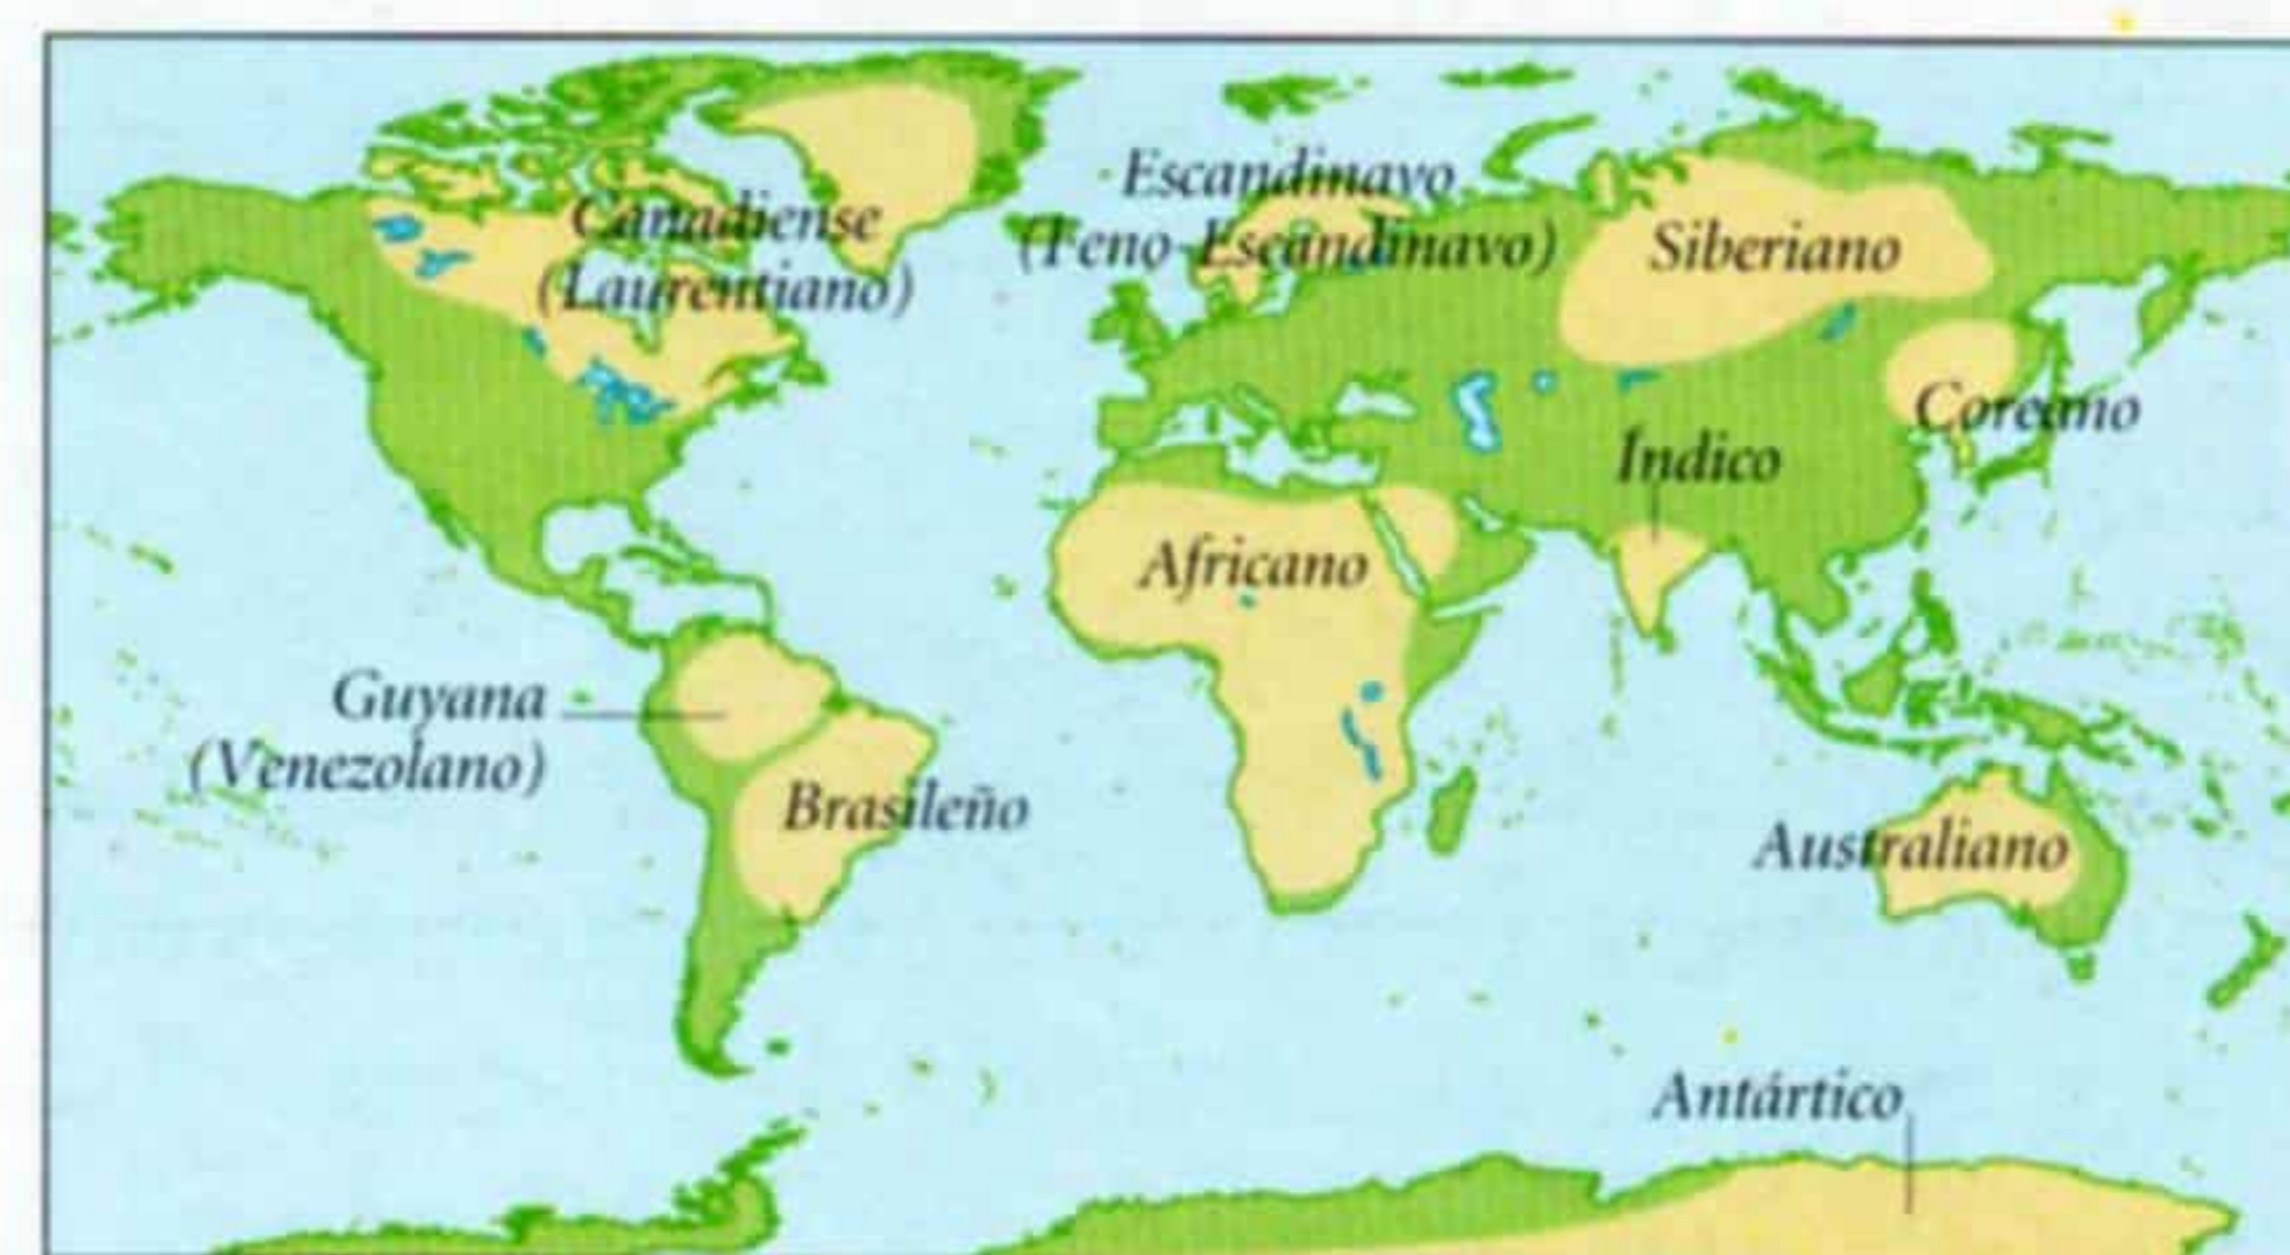 Canadiense
(Laurentiano)
Escandinavo
(Feno-Escandinavo)
Siberiano
Coreano
Índico
Africano
Guyana
(Venezolano)
Brasileño
Australiano
Antártico